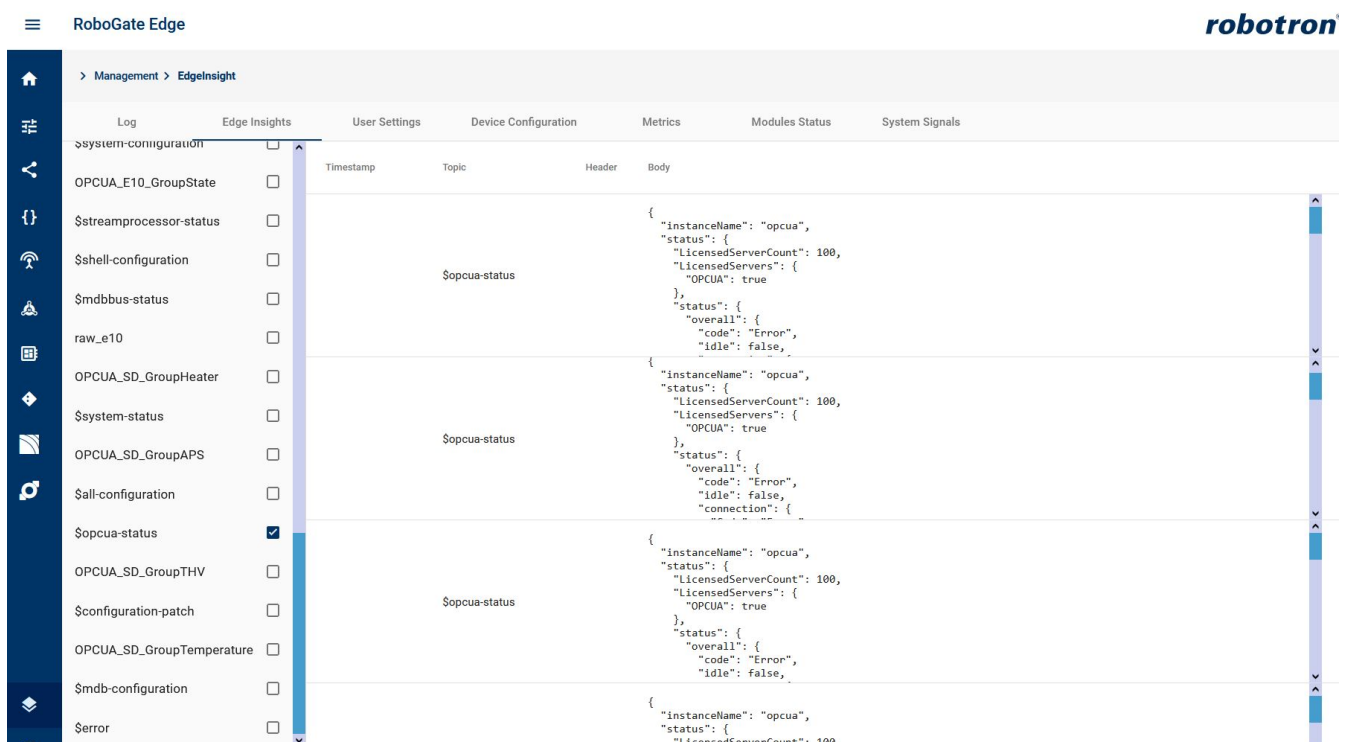 RoboGate Edge
robotron
> Management > EdgeInsight
Log Edge Insights User Settings Device Configuration Metrics Modules Status System Signals
$system-configuration
OPCUA_E10_GroupState
$streamprocessor-status
$shell-configuration
$mdbbus-status
raw_e10
OPCUA_SD_GroupHeater
$system-status
OPCUA_SD_GroupAPS
$all-configuration
$opcua-status
OPCUA_SD_GroupTHV
$configuration-patch
OPCUA_SD_GroupTemperature
$mdb-configuration
$error
Timestamp Topic Header Body
$opcua-status
{
"instanceName": "opcua",
"status": {
"LicensedServerCount": 100,
"LicensedServers": {
"OPCUA": true
},
"status": {
"overall": {
"code": "Error",
"idle": false,
$opcua-status
{
"instanceName": "opcua",
"status": {
"LicensedServerCount": 100,
"LicensedServers": {
"OPCUA": true
},
"status": {
"overall": {
"code": "Error",
"idle": false,
"connection": {
$opcua-status
{
"instanceName": "opcua",
"status": {
"LicensedServerCount": 100,
"LicensedServers": {
"OPCUA": true
},
"status": {
"overall": {
"code": "Error",
"idle": false,
{
"instanceName": "opcua",
"status": {
"LicensedServerCount": 100